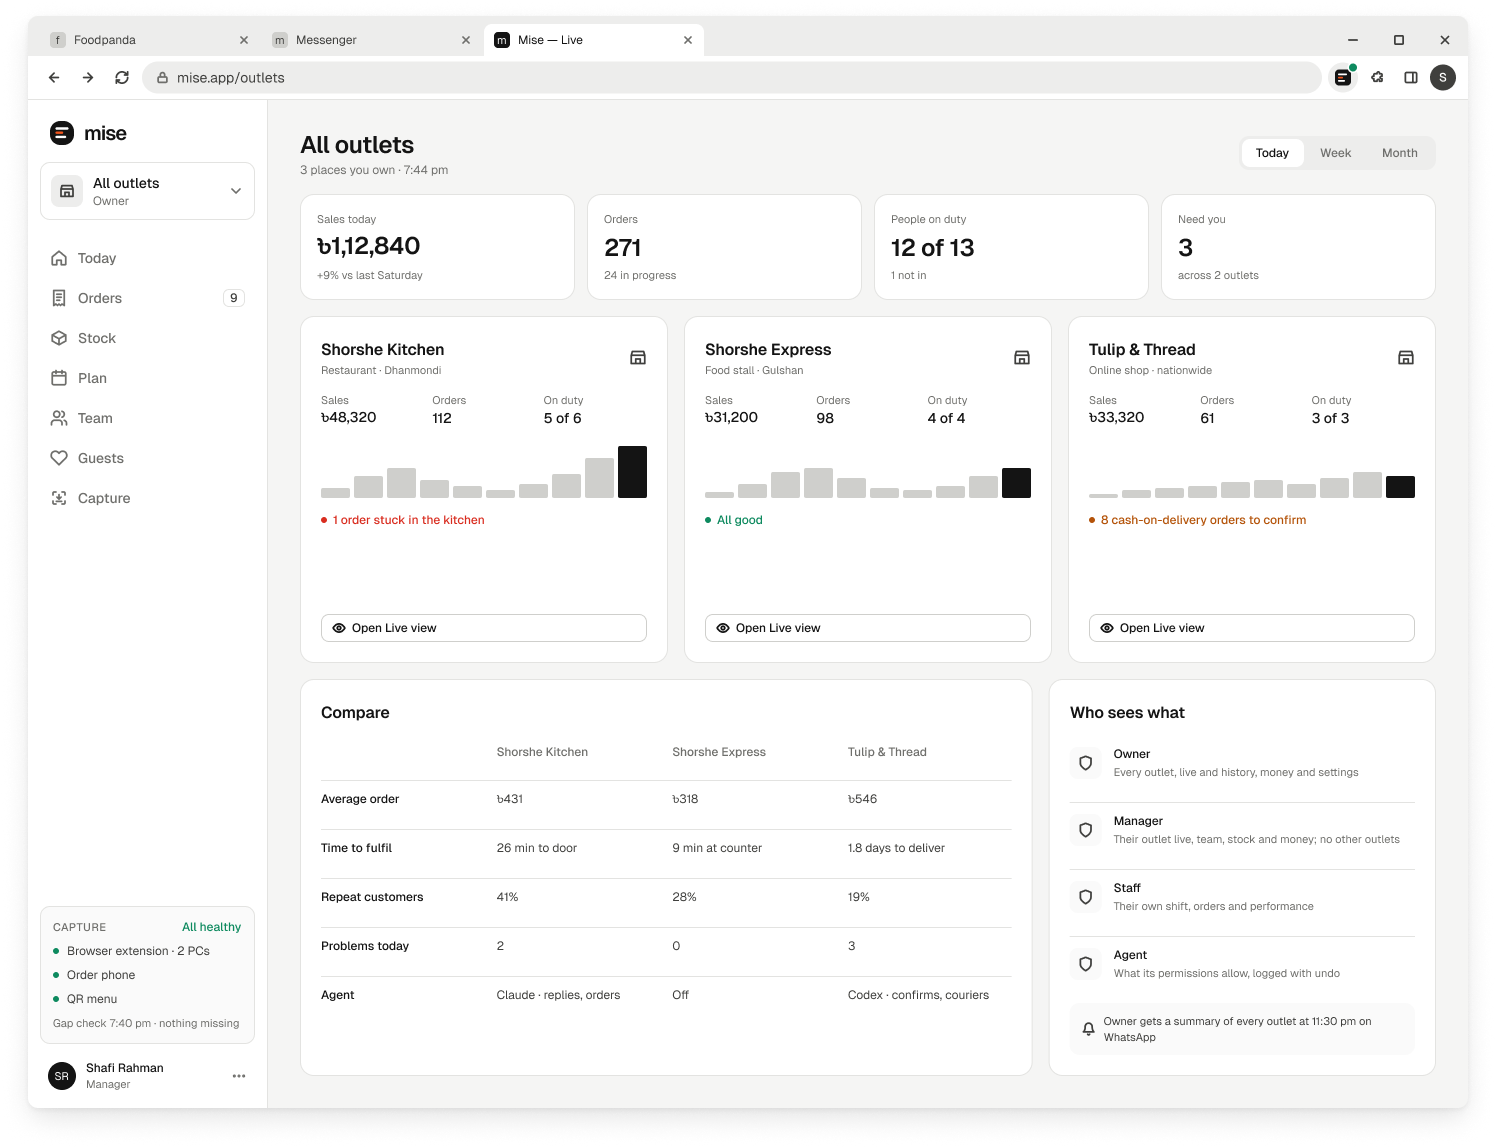 f Foodpanda
m Messenger
m Mise — Live
mise.app/outlets
S
mise
All outlets
Owner
Today
Orders 9
Stock
Plan
Team
Guests
Capture
CAPTURE All healthy
Browser extension · 2 PCs
Order phone
QR menu
Gap check 7:40 pm · nothing missing
SR
Shafi Rahman
Manager
All outlets
3 places you own · 7:44 pm
Today Week Month
Sales today
৳1,12,840
+9% vs last Saturday
Orders
271
24 in progress
People on duty
12 of 13
1 not in
Need you
3
across 2 outlets
Shorshe Kitchen
Restaurant · Dhanmondi
Sales Orders On duty
৳48,320 112 5 of 6
1 order stuck in the kitchen
Open Live view
Shorshe Express
Food stall · Gulshan
Sales Orders On duty
৳31,200 98 4 of 4
All good
Open Live view
Tulip & Thread
Online shop · nationwide
Sales Orders On duty
৳33,320 61 3 of 3
8 cash-on-delivery orders to confirm
Open Live view
Compare
Shorshe Kitchen Shorshe Express Tulip & Thread
Average order ৳431 ৳318 ৳546
Time to fulfil 26 min to door 9 min at counter 1.8 days to deliver
Repeat customers 41% 28% 19%
Problems today 2 0 3
Agent Claude · replies, orders Off Codex · confirms, couriers
Who sees what
Owner
Every outlet, live and history, money and settings
Manager
Their outlet live, team, stock and money; no other outlets
Staff
Their own shift, orders and performance
Agent
What its permissions allow, logged with undo
Owner gets a summary of every outlet at 11:30 pm on
WhatsApp